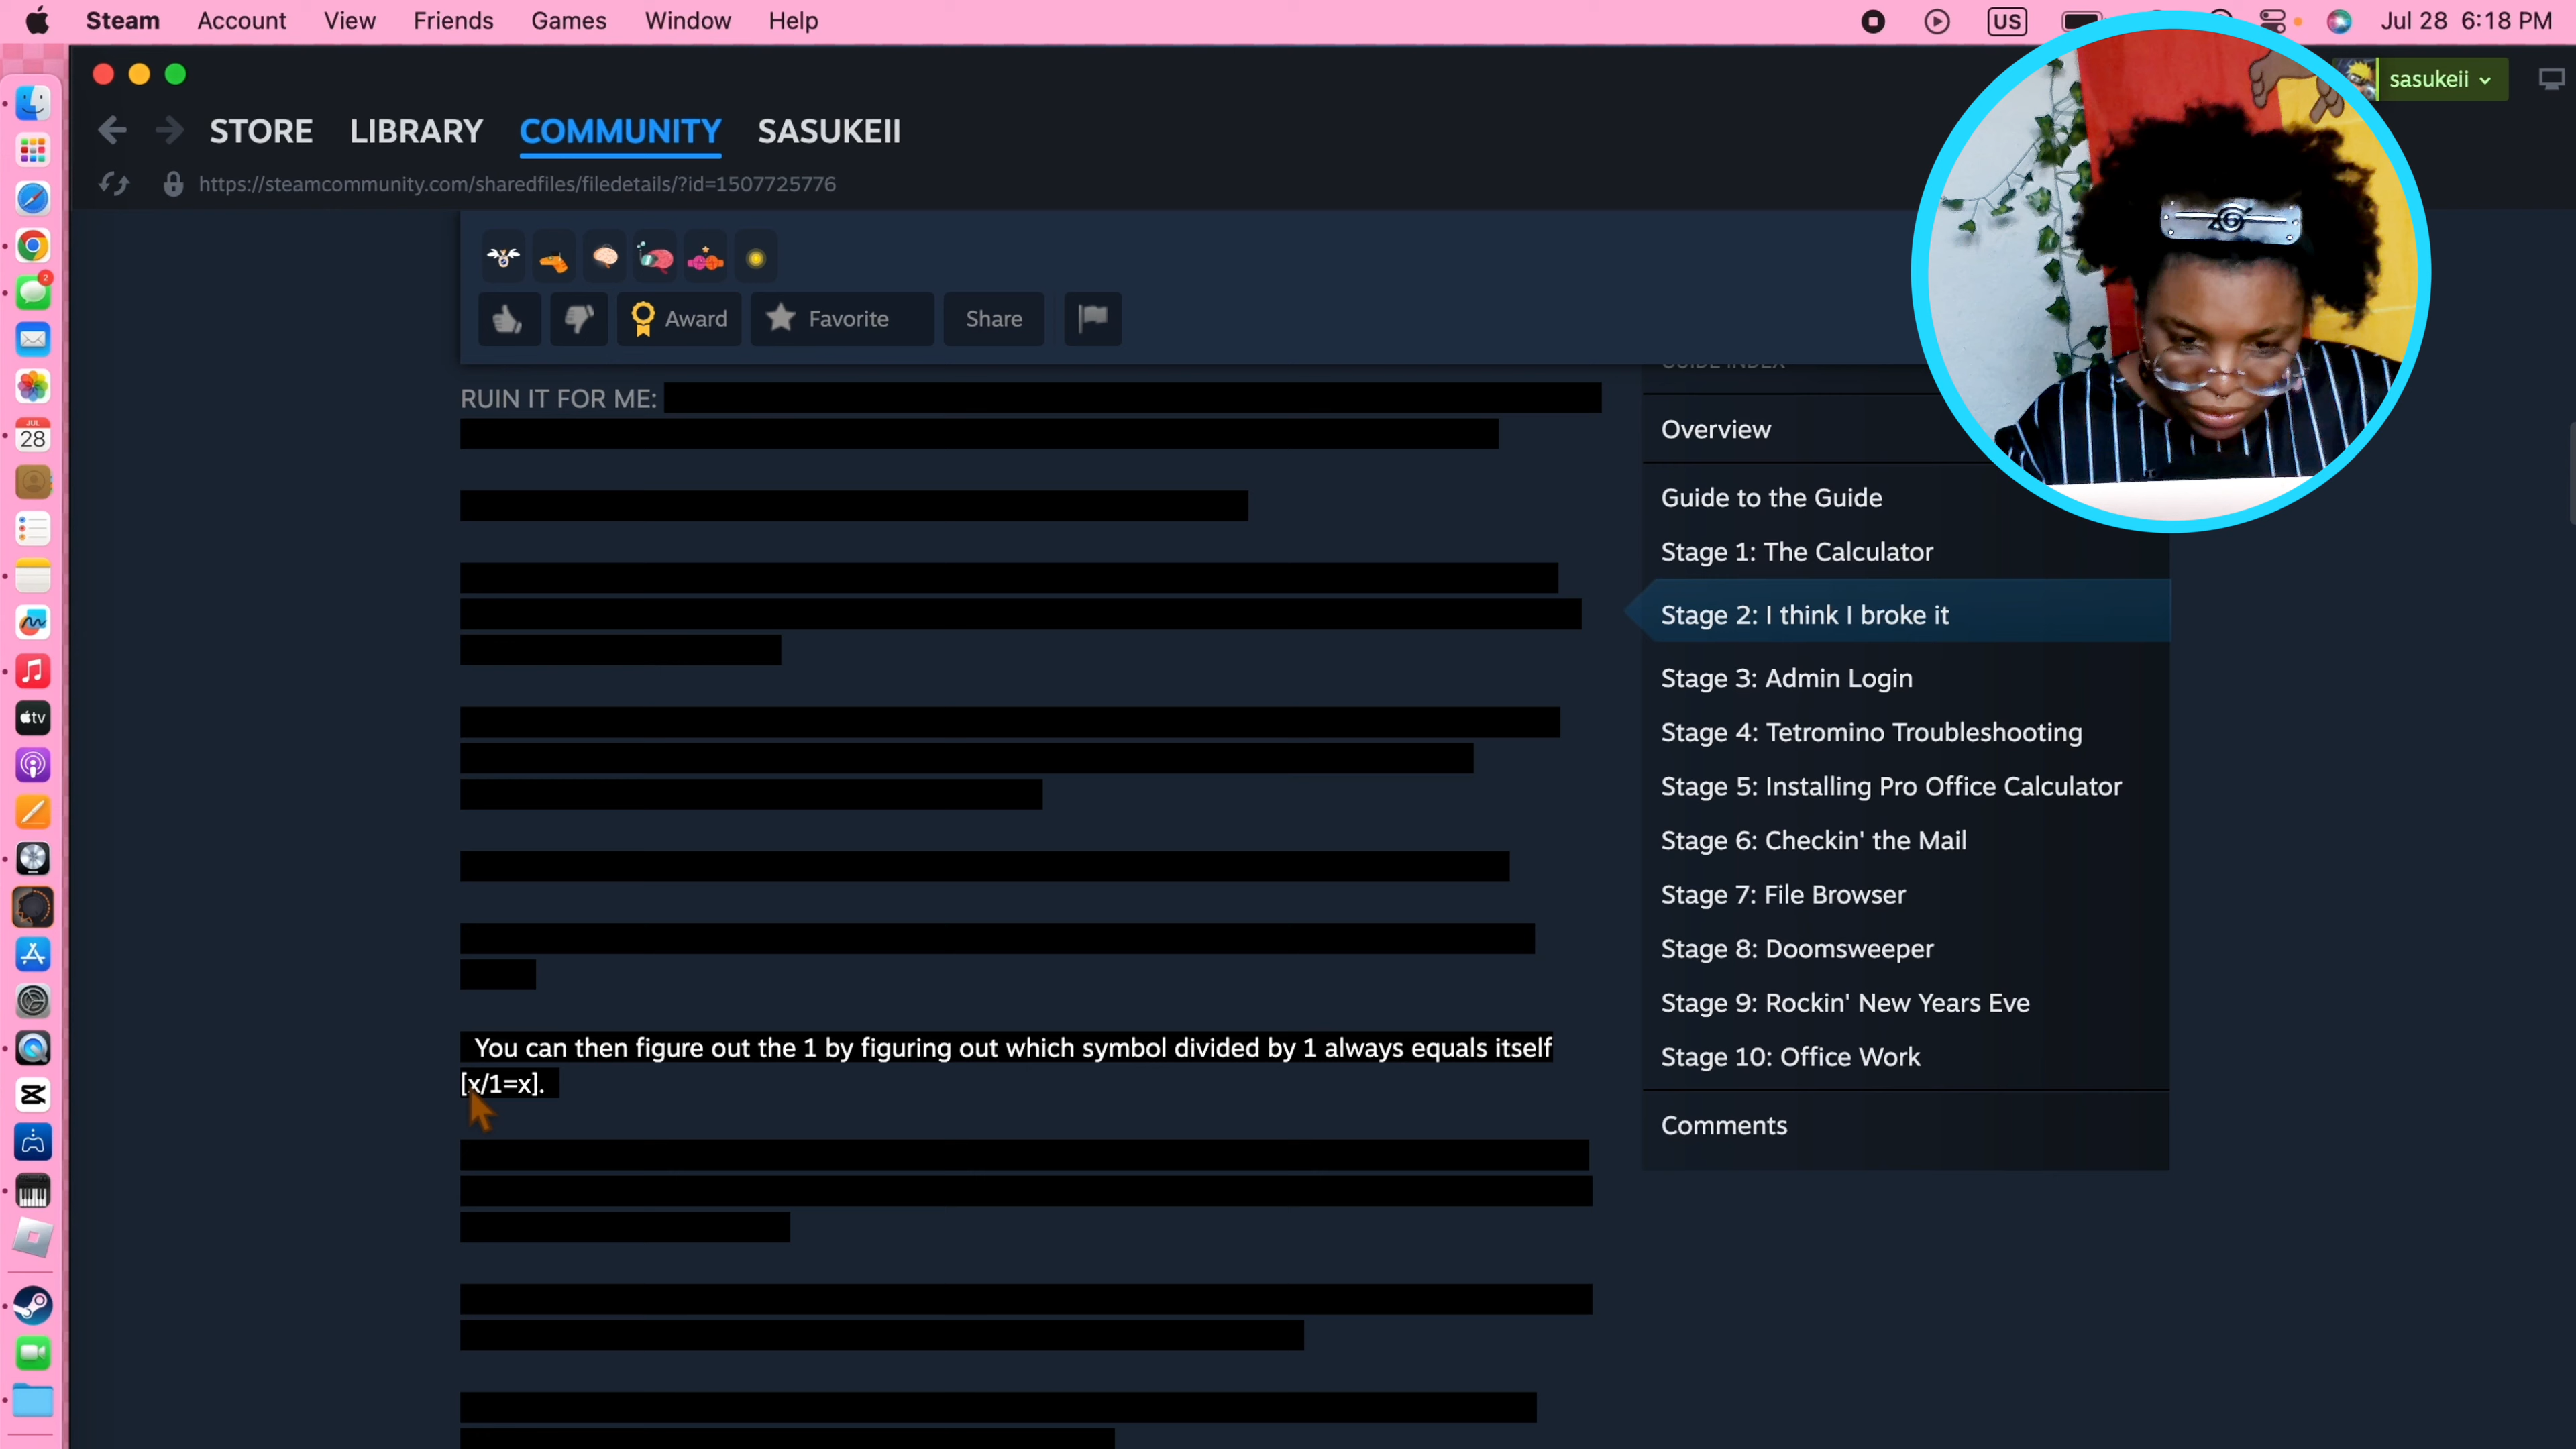 Steam Account View Friends Games Window Help US Jul 28 6:18 PM
sasukeii
STORE LIBRARY COMMUNITY SASUKEII
https://steamcommunity.com/sharedfiles/filedetails/?id=1507725776
Award Favorite Share
GUIDE INDEX
RUIN IT FOR ME:
Overview
Guide to the Guide
Stage 1: The Calculator
Stage 2: I think I broke it
Stage 3: Admin Login
Stage 4: Tetromino Troubleshooting
Stage 5: Installing Pro Office Calculator
Stage 6: Checkin' the Mail
Stage 7: File Browser
Stage 8: Doomsweeper
Stage 9: Rockin' New Years Eve
Stage 10: Office Work
You can then figure out the 1 by figuring out which symbol divided by 1 always equals itself
[x/1=x].
Comments
2
JUL
28
tv